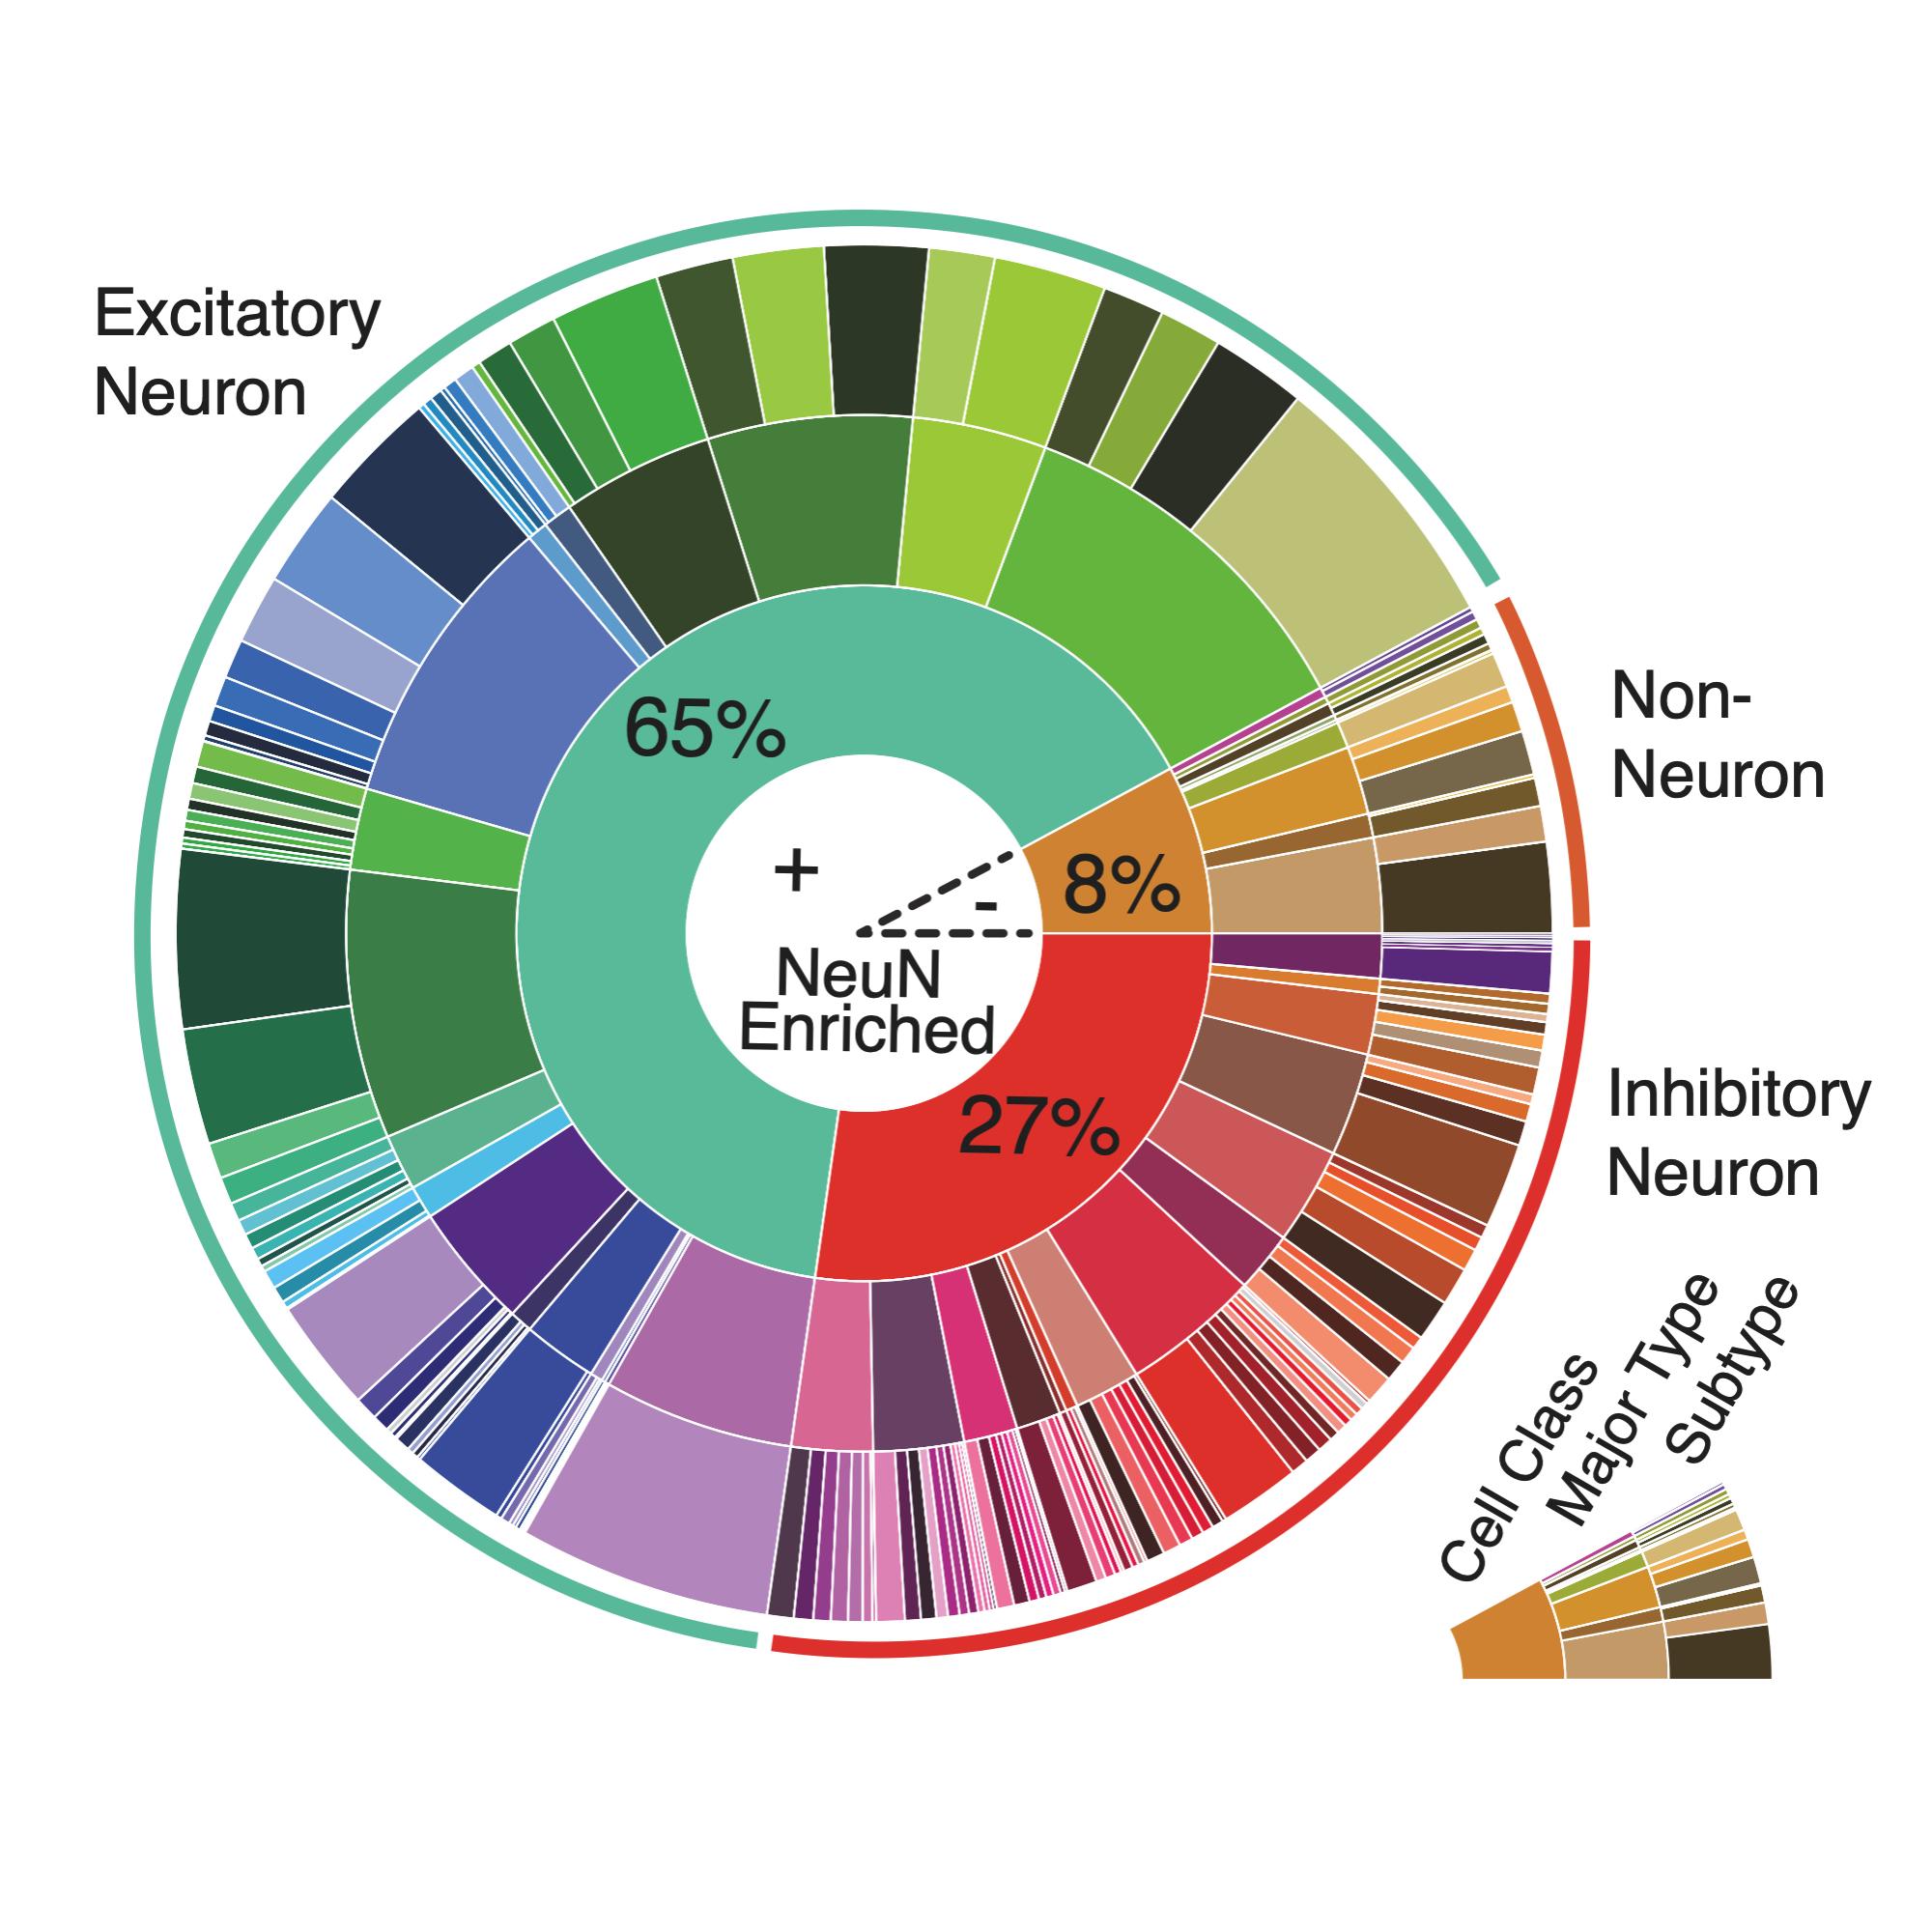 Excitatory
Neuron
65%
Non-
Neuron
+
-
8%
NeuN
Enriched
27%
Inhibitory
Neuron
Cell Class
Major Type
Subtype